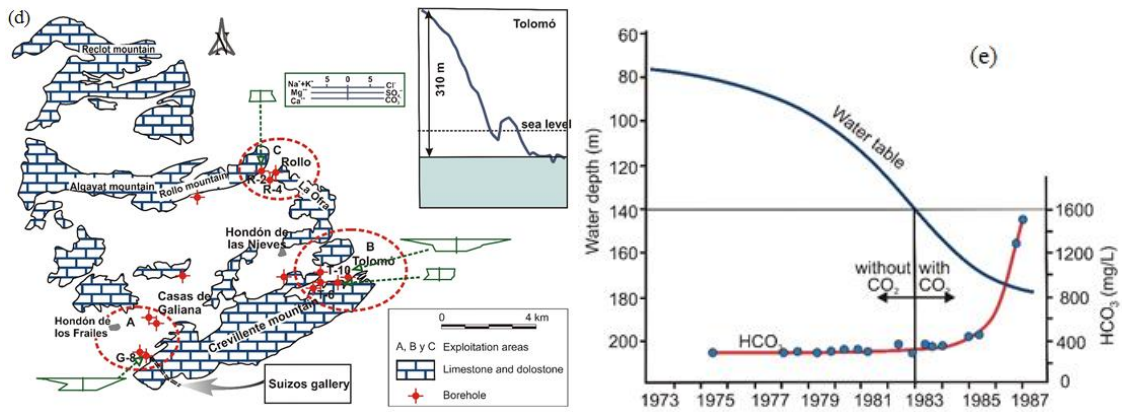 (d)
Reclot mountain
Na⁺+K⁺ 5 0 5 Cl⁻
Mg⁺⁺ SO₄⁻
Ca⁺⁺ CO₃⁻
Tolomó
310 m
sea level
C
Rollo
R-2
R-4
Algayat mountain
Rollo mountain
La Ofra
Hondón de
las Nieves
B
Tolomó
T-10
T-6
Casas de
Galiana
A
Hondón de
los Frailes
G-8
Crevillente mountain
Suizos gallery
0 4 km
A, B y C Exploitation areas
Limestone and dolostone
Borehole
(e)
Water depth (m)
60
80
100
120
140
160
180
200
Water table
without
CO₂
with
CO₂
HCO₃
1600
1200
800
400
0
HCO₃ (mg/L)
1973 1975 1977 1979 1981 1983 1985 1987